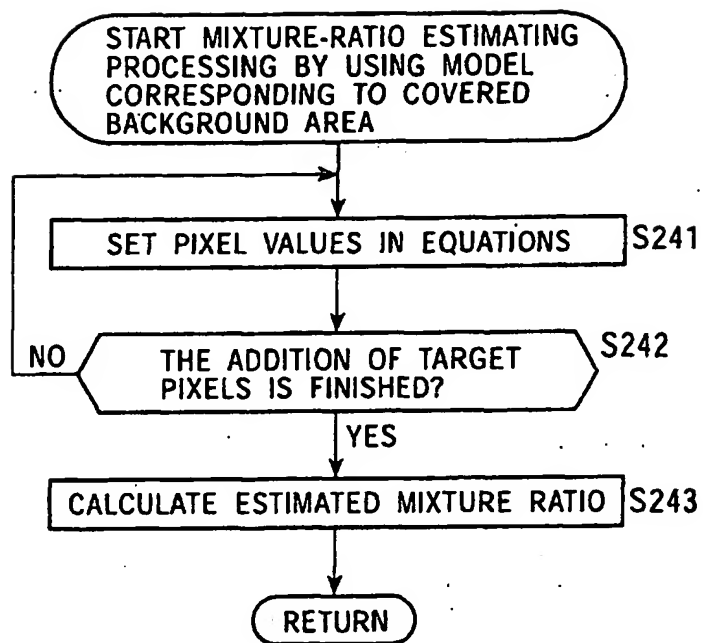 START MIXTURE-RATIO ESTIMATING
PROCESSING BY USING MODEL
CORRESPONDING TO COVERED
BACKGROUND AREA
SET PIXEL VALUES IN EQUATIONS
S241
NO
THE ADDITION OF TARGET
PIXELS IS FINISHED?
S242
YES
CALCULATE ESTIMATED MIXTURE RATIO
S243
RETURN